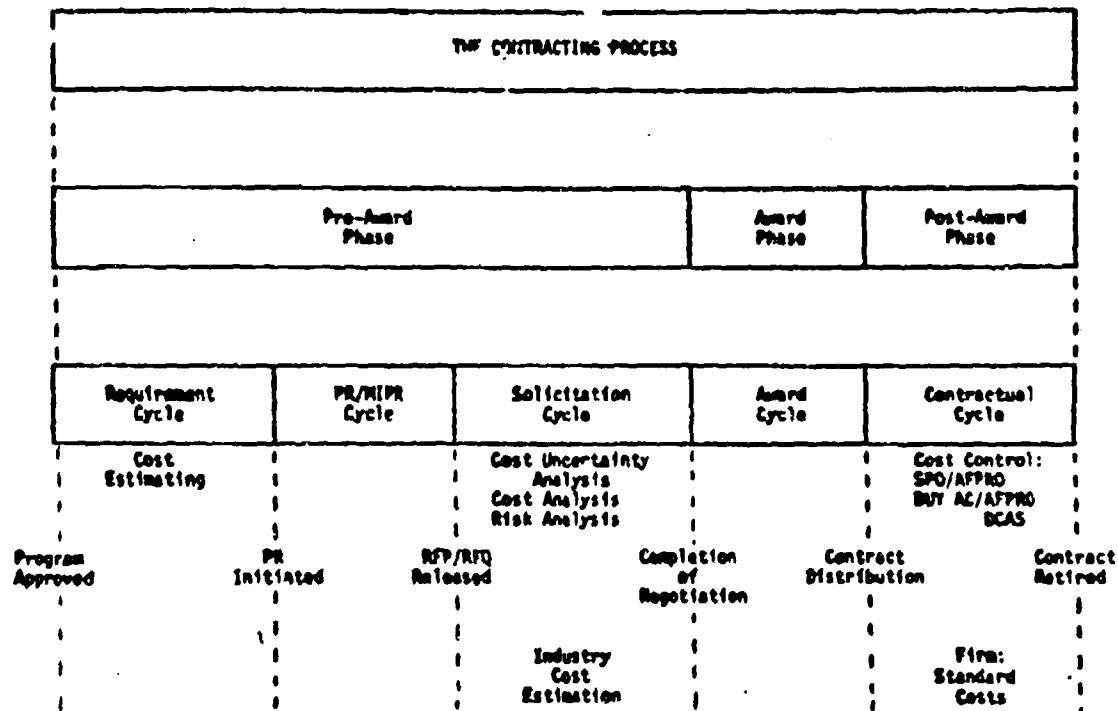 THE CONTRACTING PROCESS
Pre-Award
Phase
Award
Phase
Post-Award
Phase
Requirement
Cycle
PR/MIPR
Cycle
Solicitation
Cycle
Award
Cycle
Contractual
Cycle
Cost
Estimating
Cost Uncertainty
Analysis
Cost Analysis
Risk Analysis
Cost Control:
SPO/AFPRO
BUY AC/AFPRO
DCAS
Program
Approved
PR
Initiated
RFP/RFQ
Released
Completion
of
Negotiation
Contract
Distribution
Contract
Retired
Industry
Cost
Estimation
Firm:
Standard
Costs